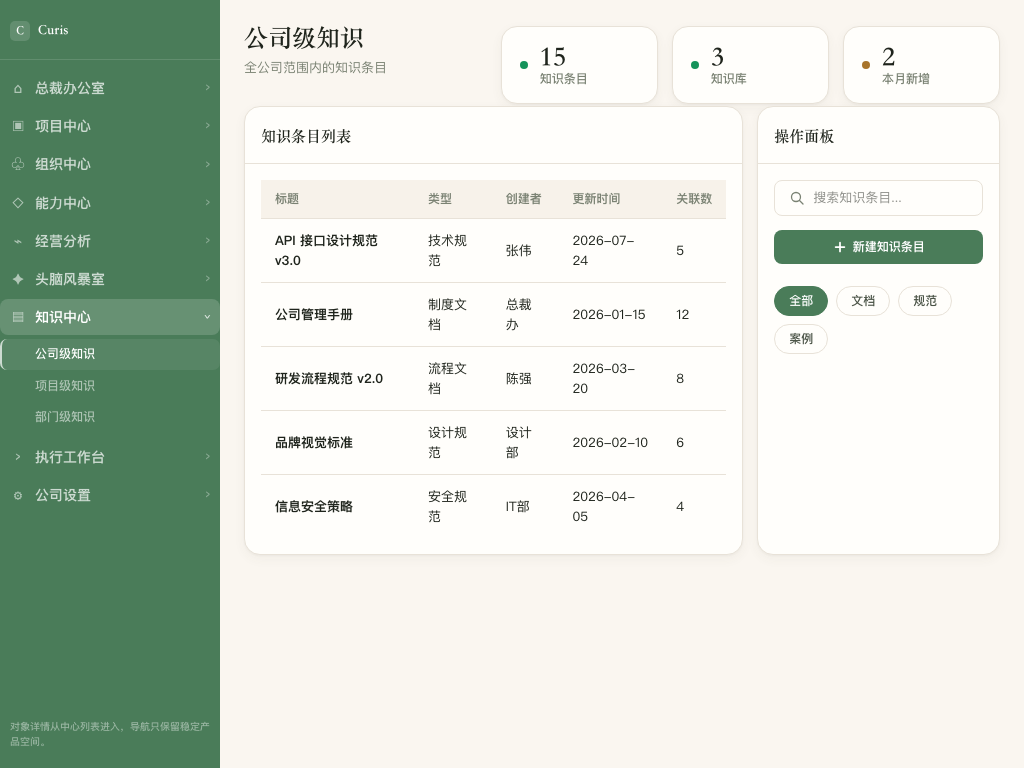 C Curis
总裁办公室
项目中心
组织中心
能力中心
经营分析
头脑风暴室
知识中心
公司级知识
项目级知识
部门级知识
执行工作台
公司设置
对象详情从中心列表进入，导航只保留稳定产
品空间。
公司级知识
全公司范围内的知识条目
15
知识条目
3
知识库
2
本月新增
知识条目列表
标题 类型 创建者 更新时间 关联数
API 接口设计规范 技术规 张伟 2026-07- 5
v3.0 范 24
公司管理手册 制度文 总裁 2026-01-15 12
档 办
研发流程规范 v2.0 流程文 陈强 2026-03- 8
档 20
品牌视觉标准 设计规 设计 2026-02-10 6
范 部
信息安全策略 安全规 IT部 2026-04- 4
范 05
操作面板
搜索知识条目...
+ 新建知识条目
全部 文档 规范
案例